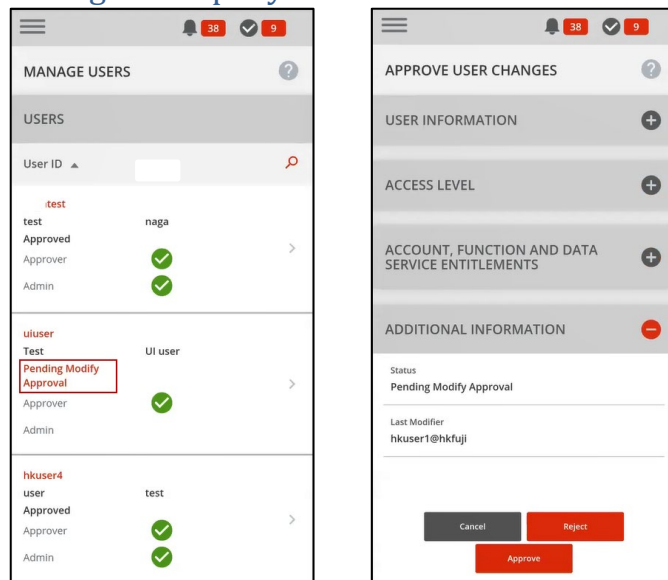 38 9
MANAGE USERS
?
USERS
User ID
test
test naga
Approved
Approver
Admin
uiuser
Test UI user
Pending Modify
Approval
Approver
Admin
hkuser4
user test
Approved
Approver
Admin
38 9
APPROVE USER CHANGES
?
USER INFORMATION
ACCESS LEVEL
ACCOUNT, FUNCTION AND DATA
SERVICE ENTITLEMENTS
ADDITIONAL INFORMATION
Status
Pending Modify Approval
Last Modifier
hkuser1@hkfuji
Cancel Reject
Approve